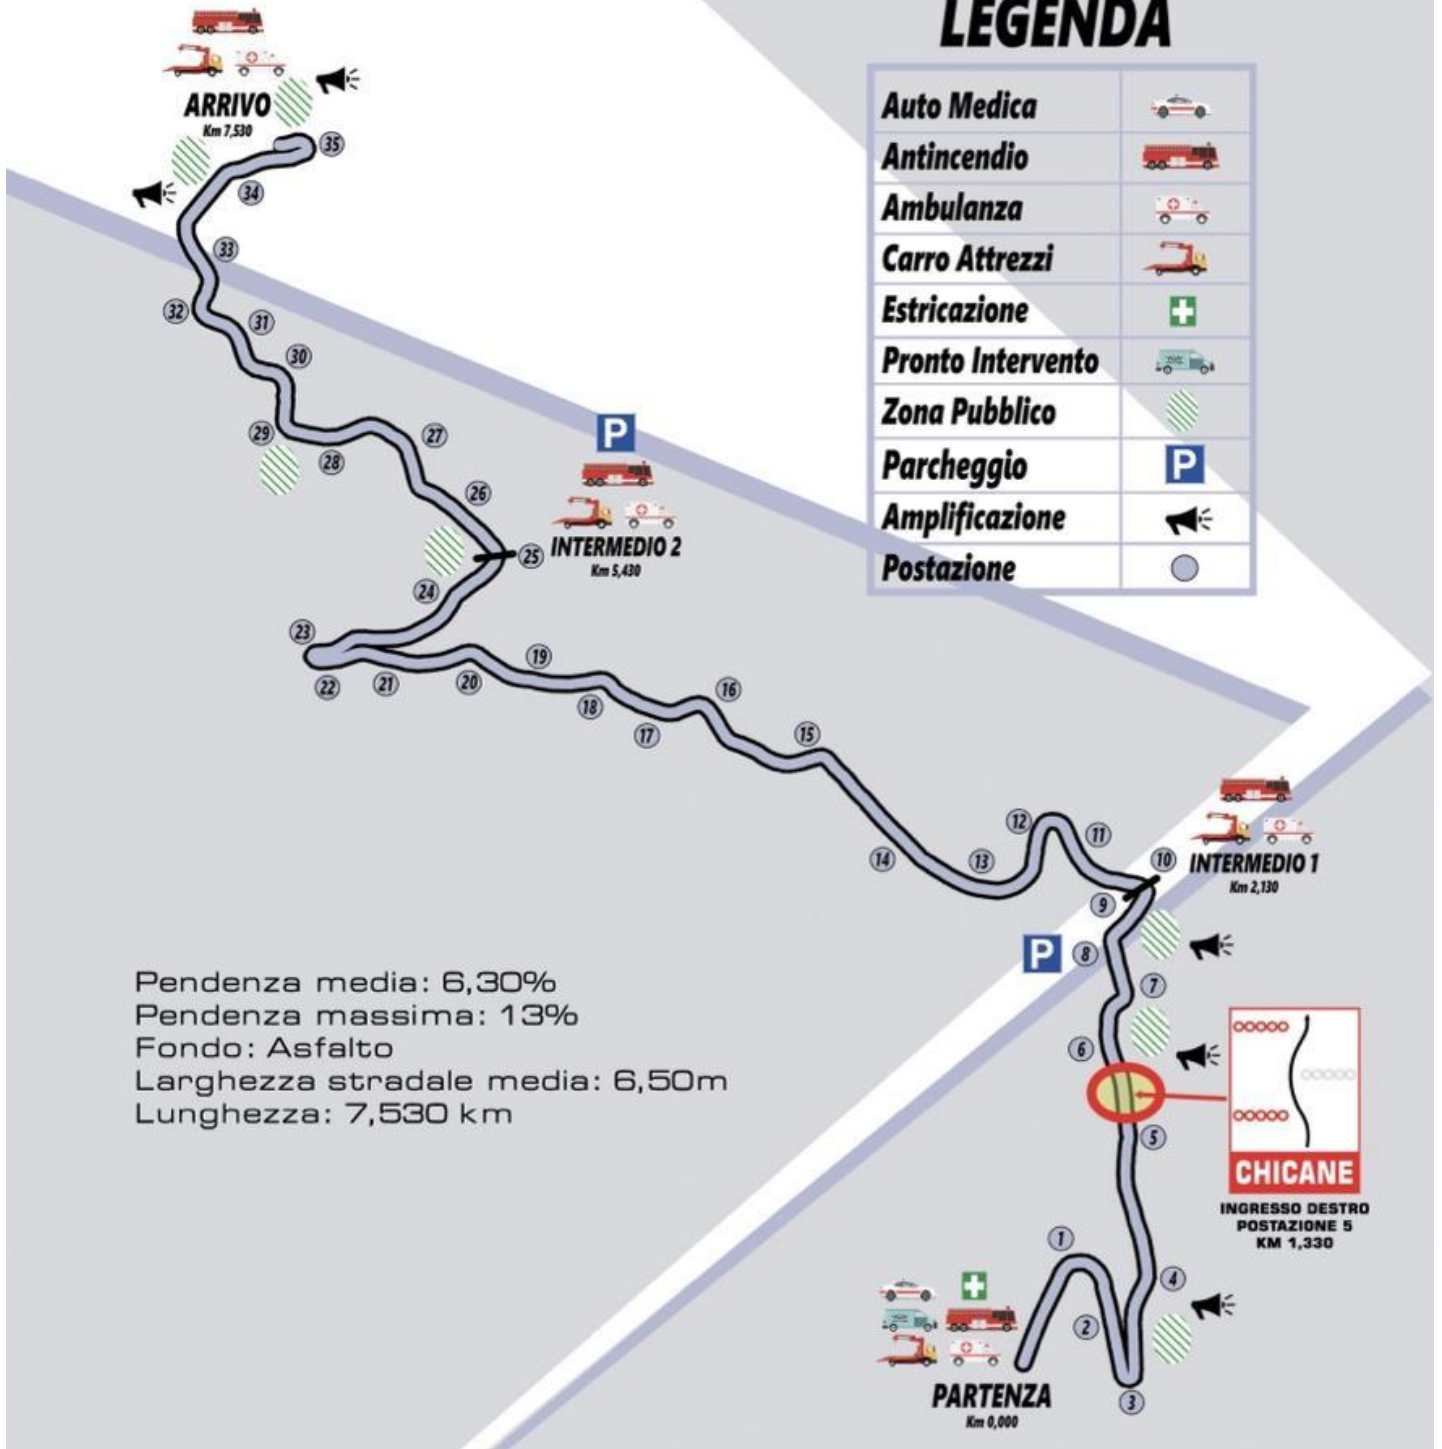 LEGENDA
Auto Medica
Antincendio
Ambulanza
Carro Attrezzi
Estricazione
Pronto Intervento
Zona Pubblico
Parcheggio
P
Amplificazione
Postazione
ARRIVO
Km 7,530
35
34
33
32
31
30
29
28
27
26
P
INTERMEDIO 2
Km 5,430
25
24
23
22
21
20
19
18
17
16
15
14
13
12
11
10
INTERMEDIO 1
Km 2,130
9
P
8
7
6
5
CHICANE
INGRESSO DESTRO
POSTAZIONE 5
KM 1,330
4
3
2
1
PARTENZA
Km 0,000
Pendenza media: 6,30%
Pendenza massima: 13%
Fondo: Asfalto
Larghezza stradale media: 6,50m
Lunghezza: 7,530 km